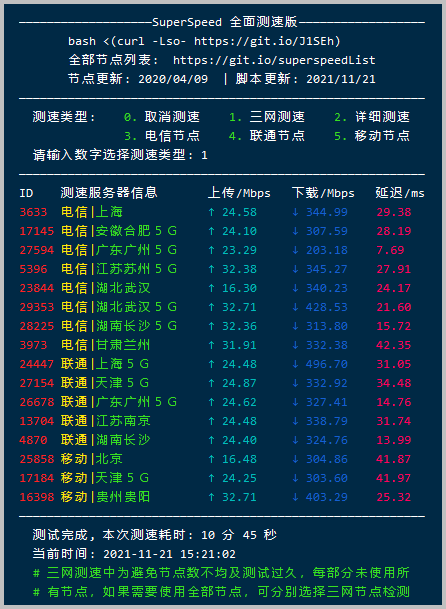 ——————————————————SuperSpeed 全面测速版——————————————————
bash <(curl -Lso- https://git.io/J1SEh)
全部节点列表: https://git.io/superspeedList
节点更新: 2020/04/09 | 脚本更新: 2021/11/21
测速类型: 0. 取消测速 1. 三网测速 2. 详细测速
3. 电信节点 4. 联通节点 5. 移动节点
请输入数字选择测速类型: 1
ID 测速服务器信息 上传/Mbps 下载/Mbps 延迟/ms
3633 电信|上海 ↑ 24.58 ↓ 344.99 29.38
17145 电信|安徽合肥5G ↑ 24.10 ↓ 307.59 28.19
27594 电信|广东广州5G ↑ 23.29 ↓ 203.18 7.69
5396 电信|江苏苏州5G ↑ 32.38 ↓ 345.27 27.91
23844 电信|湖北武汉 ↑ 16.30 ↓ 340.23 24.17
29353 电信|湖北武汉5G ↑ 32.71 ↓ 428.53 21.60
28225 电信|湖南长沙5G ↑ 32.36 ↓ 313.80 15.72
3973 电信|甘肃兰州 ↑ 31.91 ↓ 332.38 42.35
24447 联通|上海5G ↑ 24.48 ↓ 496.70 31.05
27154 联通|天津5G ↑ 24.87 ↓ 332.92 34.48
26678 联通|广东广州5G ↑ 24.62 ↓ 327.41 14.76
13704 联通|江苏南京 ↑ 24.48 ↓ 338.79 31.74
4870 联通|湖南长沙 ↑ 24.40 ↓ 324.76 13.99
25858 移动|北京 ↑ 16.48 ↓ 304.86 41.87
17184 移动|天津5G ↑ 24.25 ↓ 303.60 41.97
16398 移动|贵州贵阳 ↑ 32.71 ↓ 403.29 25.32
测试完成, 本次测速耗时: 10 分 45 秒
当前时间: 2021-11-21 15:21:02
# 三网测速中为避免节点数不均及测试过久，每部分未使用所
# 有节点，如果需要使用全部节点，可分别选择三网节点检测